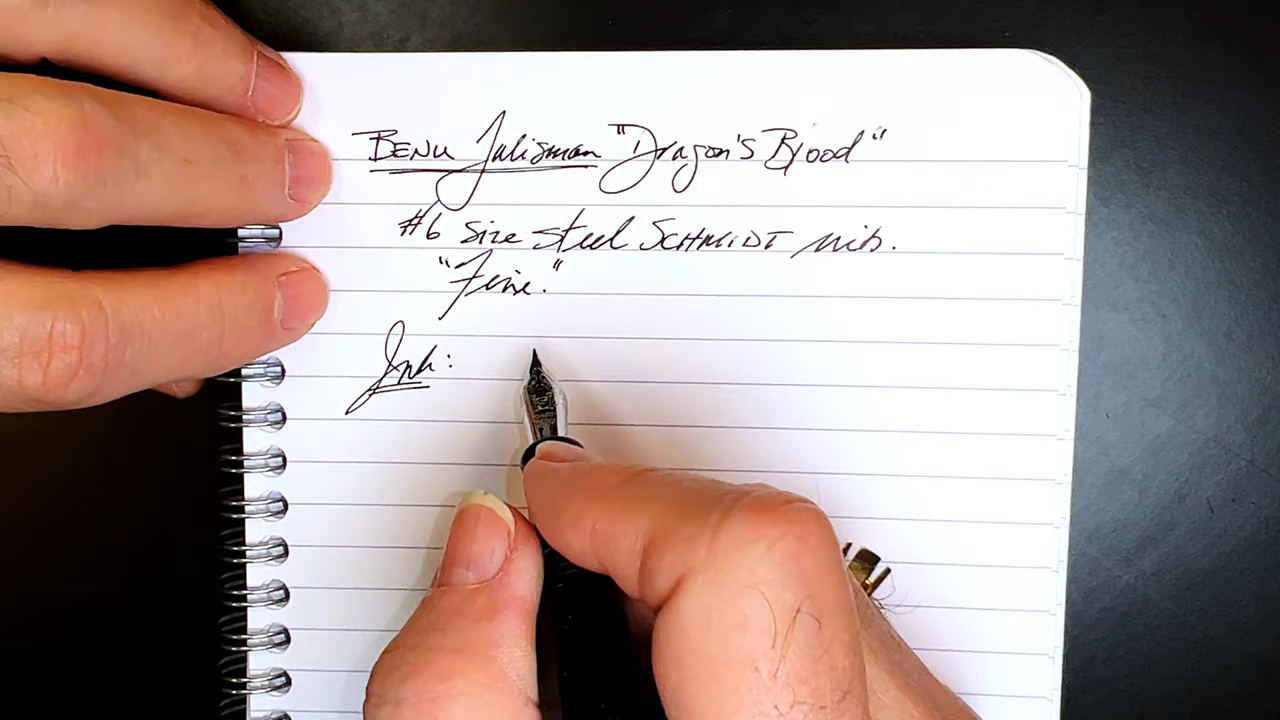 BENU Talisman "Dragon's Blood"
#6 size steel SCHMIDT nib.
"Fine."
Ink: